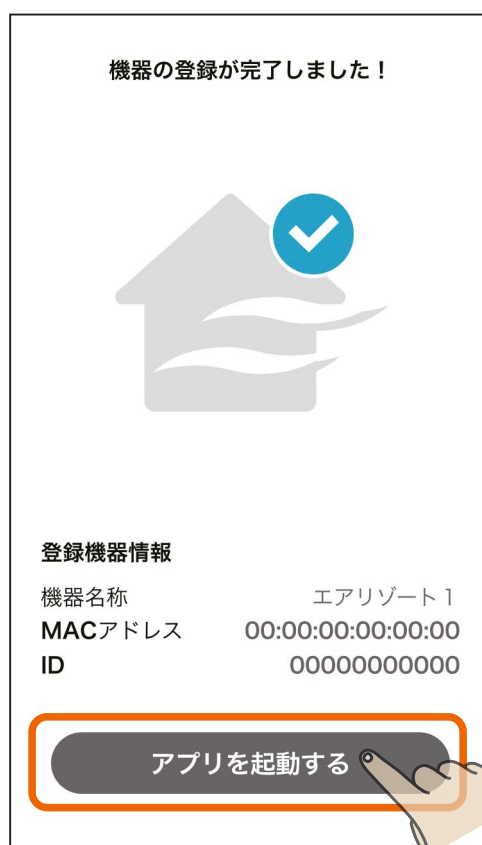 機器の登録が完了しました！
登録機器情報
機器名称 エアリゾート1
MACアドレス 00:00:00:00:00:00
ID 00000000000
アプリを起動する